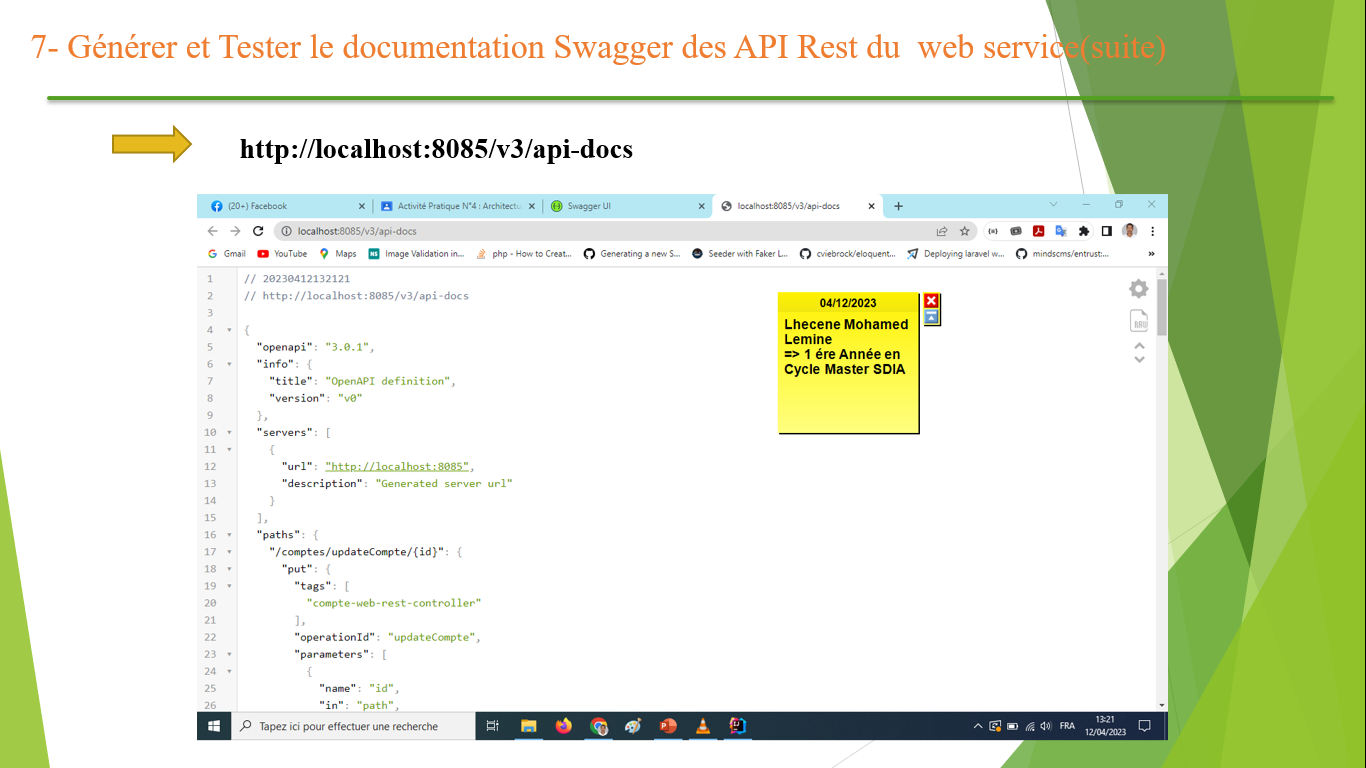 7- Générer et Tester le documentation Swagger des API Rest du  web service(suite)
http://localhost:8085/v3/api-docs
(20+) Facebook
Activité Pratique N°4 : Architectu
Swagger UI
localhost:8085/v3/api-docs
localhost:8085/v3/api-docs
Gmail
YouTube
Maps
Image Validation in...
php - How to Creat...
Generating a new S...
Seeder with Faker L...
cviebrock/eloquent...
Deploying laravel w...
mindscms/entrust:...
»
1 // 20230412132121
2 // http://localhost:8085/v3/api-docs
3
4 {
5 "openapi": "3.0.1",
6 "info": {
7 "title": "OpenAPI definition",
8 "version": "v0"
9 },
10 "servers": [
11 {
12 "url": "http://localhost:8085",
13 "description": "Generated server url"
14 }
15 ],
16 "paths": {
17 "/comptes/updateCompte/{id}": {
18 "put": {
19 "tags": [
20 "compte-web-rest-controller"
21 ],
22 "operationId": "updateCompte",
23 "parameters": [
24 {
25 "name": "id",
26 "in": "path",
04/12/2023
Lhecene Mohamed
Lemine
=> 1 ére Année en
Cycle Master SDIA
RAW
Tapez ici pour effectuer une recherche
FRA
13:21
12/04/2023